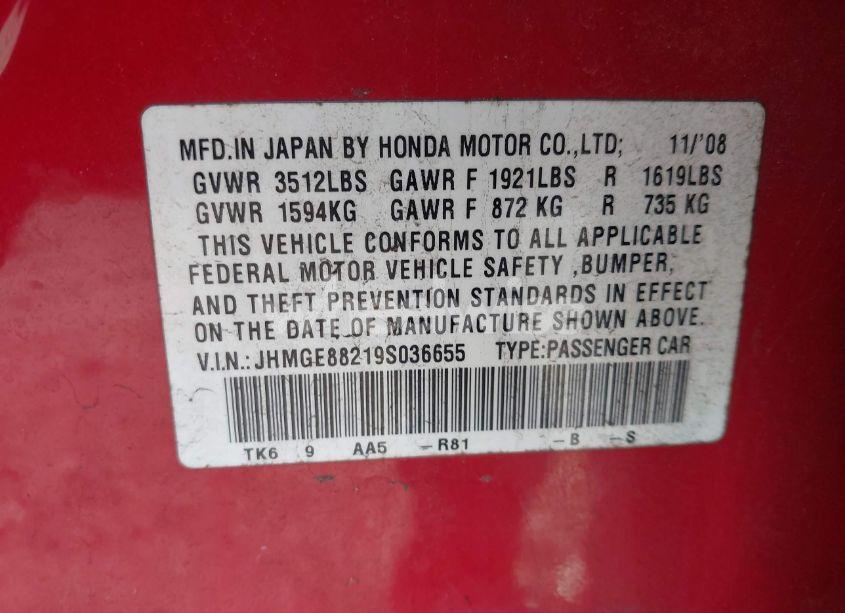 MFD.IN JAPAN BY HONDA MOTOR CO.,LTD; 11/'08
GVWR 3512LBS GAWR F 1921LBS R 1619LBS
GVWR 1594KG GAWR F 872 KG R 735 KG
THIS VEHICLE CONFORMS TO ALL APPLICABLE
FEDERAL MOTOR VEHICLE SAFETY ,BUMPER,
AND THEFT PREVENTION STANDARDS IN EFFECT
ON THE DATE OF MANUFACTURE SHOWN ABOVE.
V.I.N.: JHMGE88219S036655 TYPE:PASSENGER CAR
TK6 9 AA5 -R81 -B -S